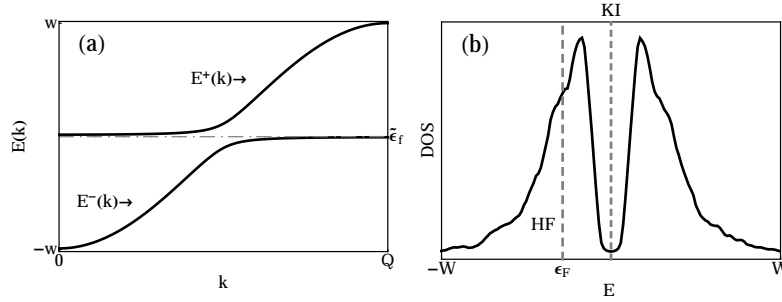 W
(a)
E⁺(k)→
E(k)
ϵ̃f
E⁻(k)→
−W
0
k
Q
KI
(b)
DOS
HF
−W
ϵF
W
E